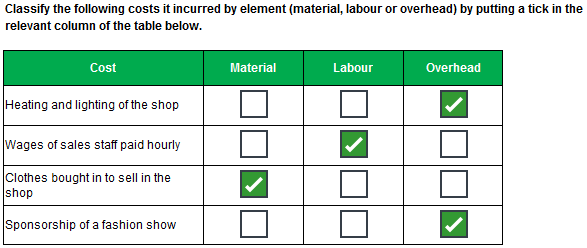 Classify the following costs it incurred by element (material, labour or overhead) by putting a tick in the
relevant column of the table below.
Cost Material Labour Overhead
Heating and lighting of the shop
Wages of sales staff paid hourly
Clothes bought in to sell in the
shop
Sponsorship of a fashion show